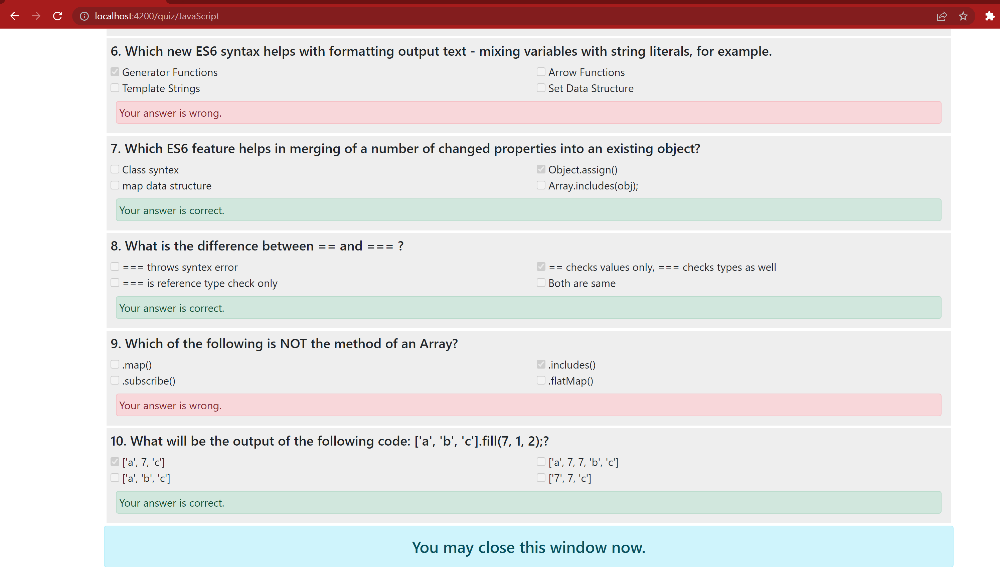 localhost:4200/quiz/JavaScript
6. Which new ES6 syntax helps with formatting output text - mixing variables with string literals, for example.
Generator Functions
Arrow Functions
Template Strings
Set Data Structure
Your answer is wrong.
7. Which ES6 feature helps in merging of a number of changed properties into an existing object?
Class syntex
Object.assign()
map data structure
Array.includes(obj);
Your answer is correct.
8. What is the difference between == and === ?
=== throws syntex error
== checks values only, === checks types as well
=== is reference type check only
Both are same
Your answer is correct.
9. Which of the following is NOT the method of an Array?
.map()
.includes()
.subscribe()
.flatMap()
Your answer is wrong.
10. What will be the output of the following code: ['a', 'b', 'c'].fill(7, 1, 2);?
['a', 7, 'c']
['a', 7, 7, 'b', 'c']
['a', 'b', 'c']
['7', 7, 'c']
Your answer is correct.
You may close this window now.